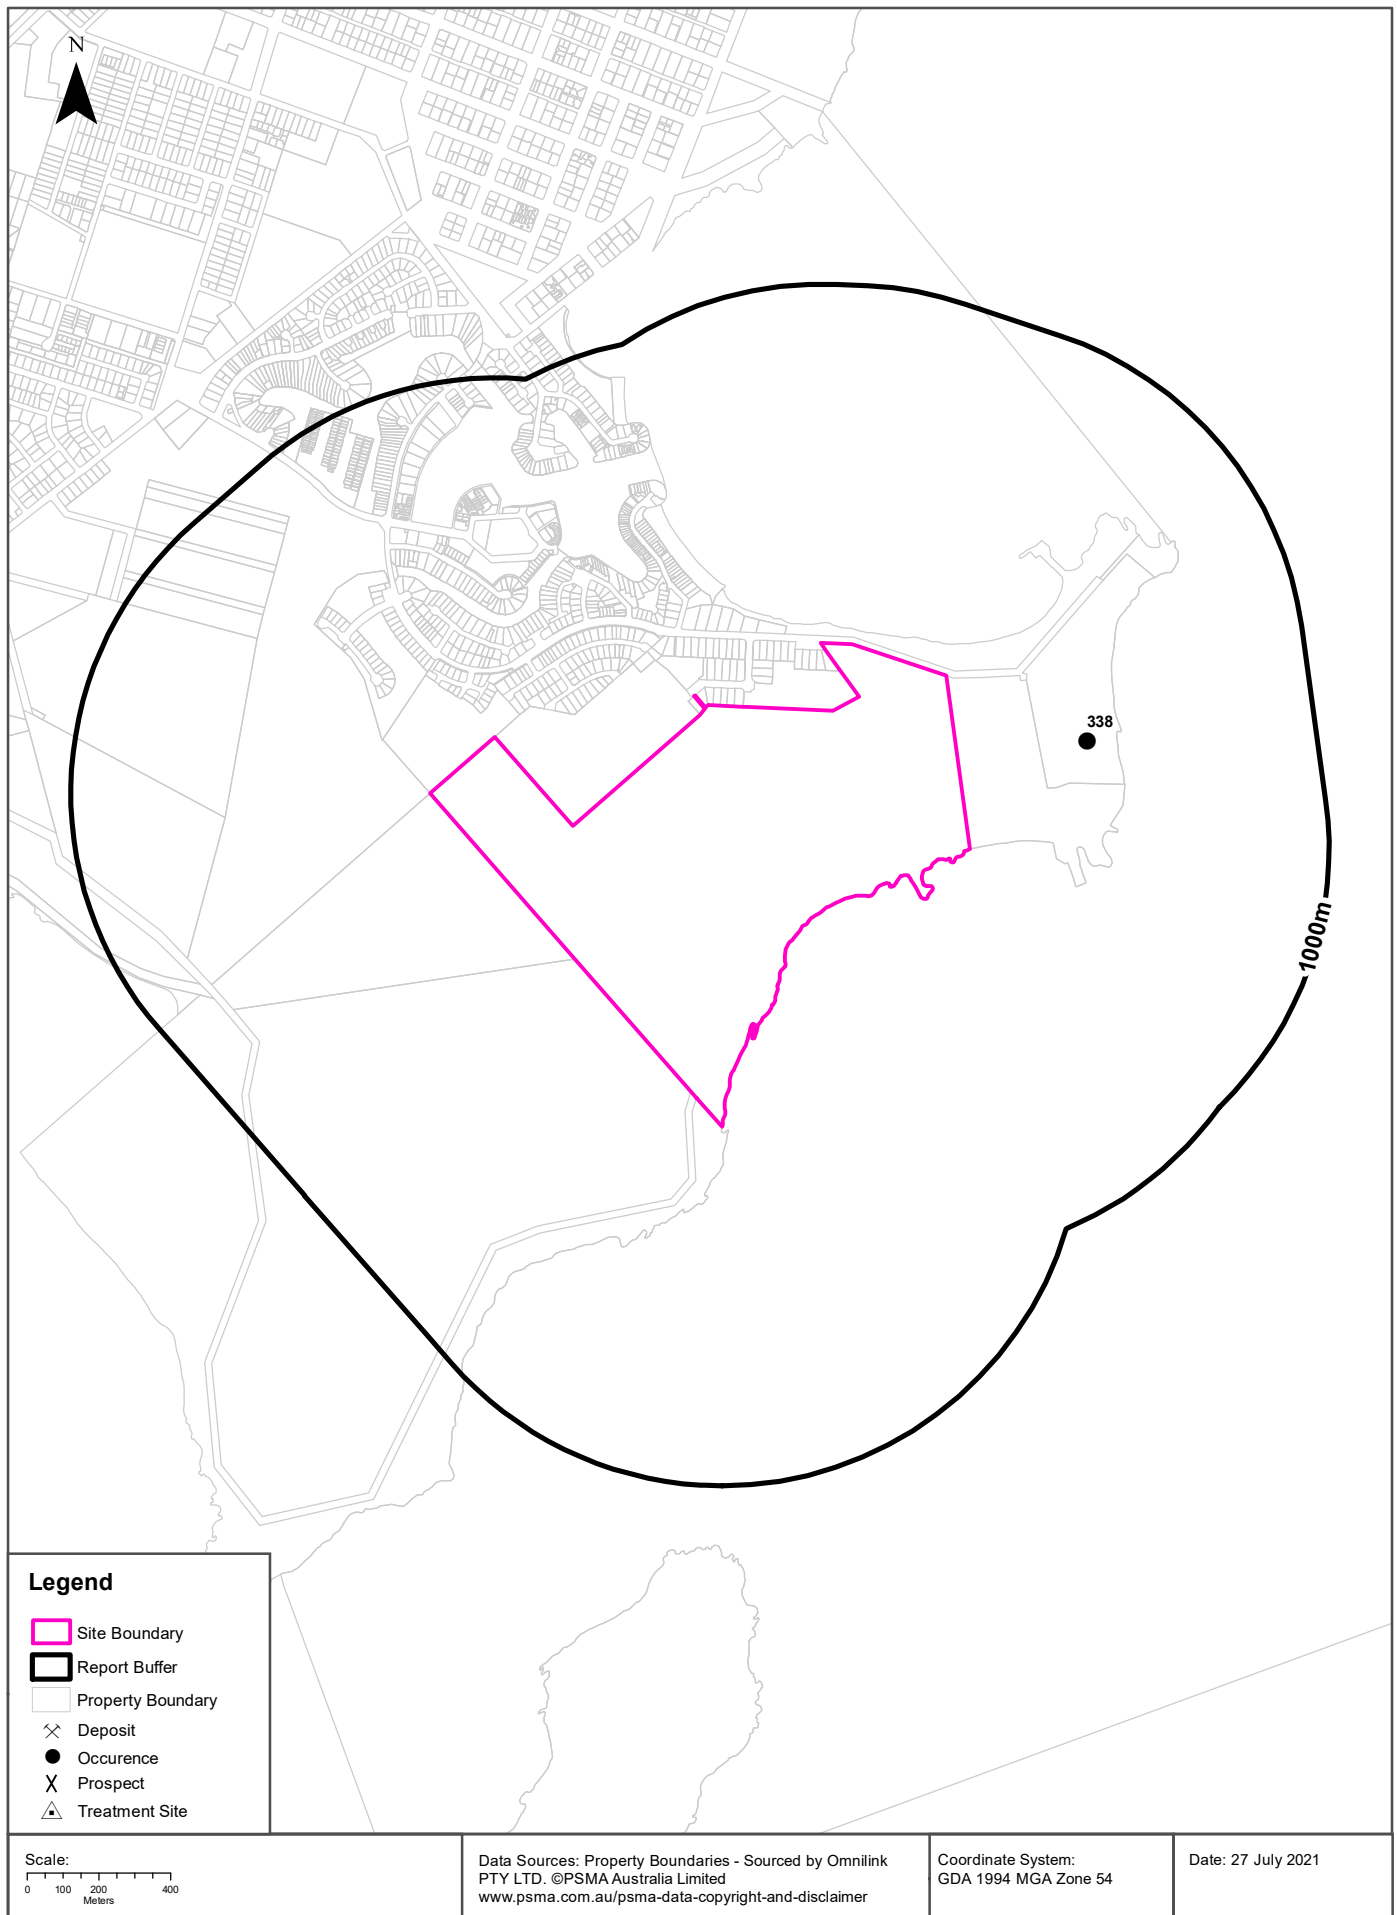 N
338
1000m
Legend
Site Boundary
Report Buffer
Property Boundary
Deposit
Occurence
Prospect
Treatment Site
Scale:
0 100 200 400
Meters
Data Sources: Property Boundaries - Sourced by Omnilink
PTY LTD. ©PSMA Australia Limited
www.psma.com.au/psma-data-copyright-and-disclaimer
Coordinate System:
GDA 1994 MGA Zone 54
Date: 27 July 2021